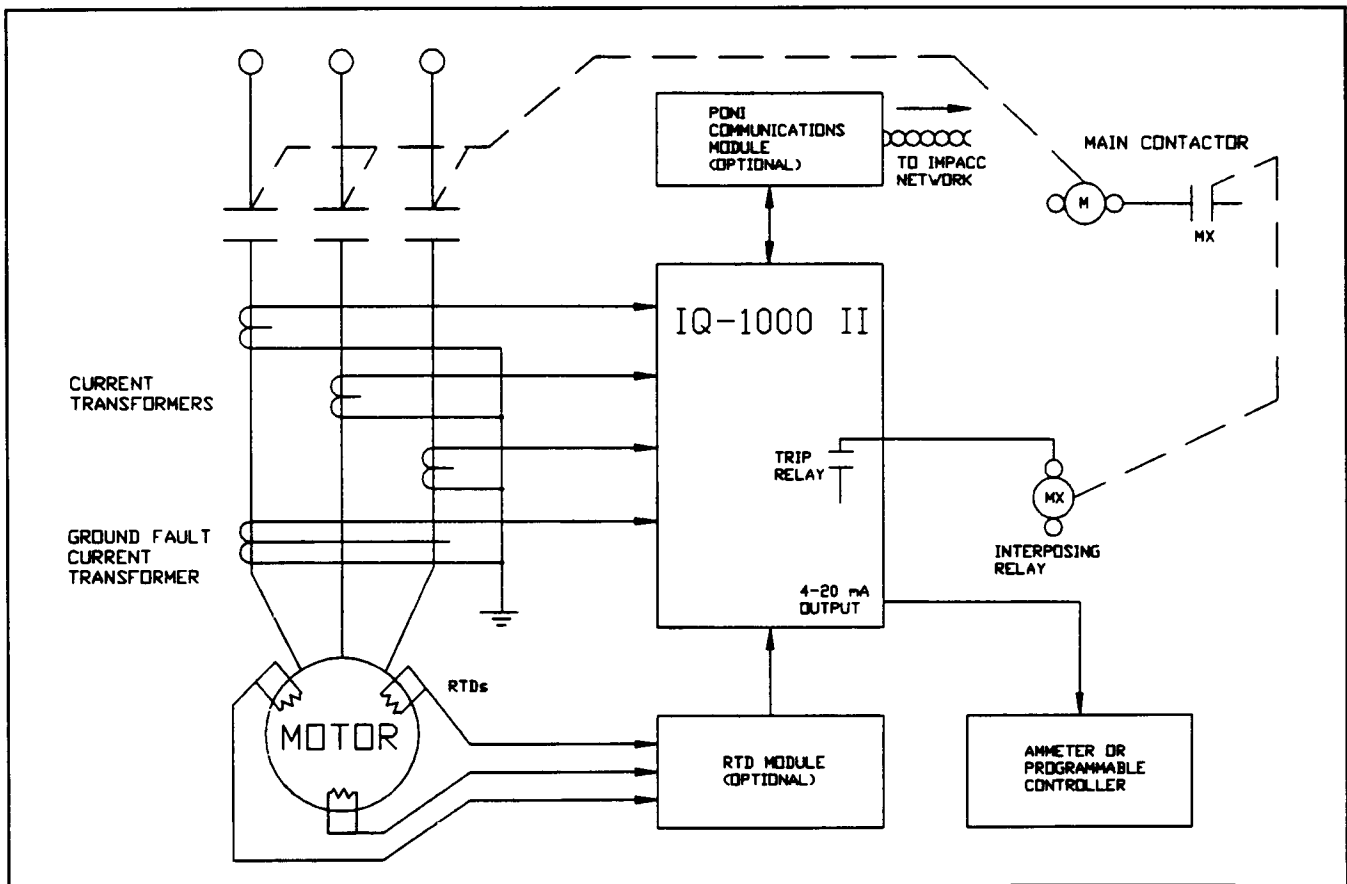 PONI
COMMUNICATIONS
MODULE
(OPTIONAL)
TO IMPACC
NETWORK
MAIN CONTACTOR
M
MX
IQ-1000 II
CURRENT
TRANSFORMERS
TRIP
RELAY
MX
INTERPOSING
RELAY
GROUND FAULT
CURRENT
TRANSFORMER
4-20 mA
OUTPUT
RTDs
MOTOR
RTD MODULE
(OPTIONAL)
AMMETER OR
PROGRAMMABLE
CONTROLLER